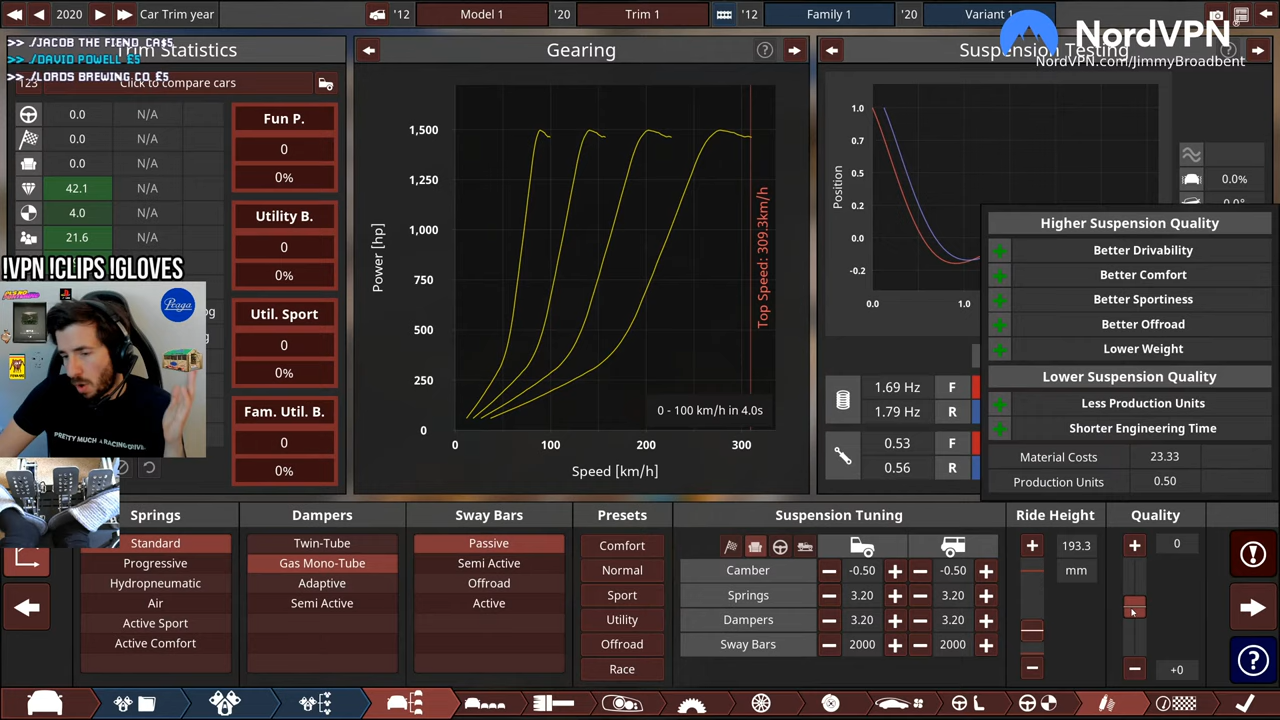 2020
Car Trim year
'12
Model 1
'20
Trim 1
'12
Family 1
'20
Variant 1
NordVPN
NordVPN.com/JimmyBroadbent
>> ./JACOB THE FIEND CA$5
>> ./DAVID POWELL £5
>> ./LORDS BREWING CO £5
Trim Statistics
123
Click to compare cars
0.0 N/A
0.0 N/A
0.0 N/A
42.1 N/A
4.0 N/A
21.6 N/A
Fun P.
0
0%
Utility B.
0
0%
Util. Sport
0
0%
Fam. Util. B.
0
0%
!VPN !CLIPS !GLOVES
Praga
PRETTY MUCH A RACING DRIVER
Gearing
Power [hp]
1,500
1,250
1,000
750
500
250
0
0 100 200 300
Speed [km/h]
Top Speed: 309.3km/h
0 - 100 km/h in 4.0s
Suspension Testing
Position
1.0
0.7
0.5
0.2
0.0
-0.2
0.0 1.0
0.0%
1.69 Hz F
1.79 Hz R
0.53 F
0.56 R
Higher Suspension Quality
Better Drivability
Better Comfort
Better Sportiness
Better Offroad
Lower Weight
Lower Suspension Quality
Less Production Units
Shorter Engineering Time
Material Costs 23.33
Production Units 0.50
Springs
Standard
Progressive
Hydropneumatic
Air
Active Sport
Active Comfort
Dampers
Twin-Tube
Gas Mono-Tube
Adaptive
Semi Active
Sway Bars
Passive
Semi Active
Offroad
Active
Presets
Comfort
Normal
Sport
Utility
Offroad
Race
Suspension Tuning
Camber -0.50 -0.50
Springs 3.20 3.20
Dampers 3.20 3.20
Sway Bars 2000 2000
Ride Height
193.3
mm
Quality
0
+0